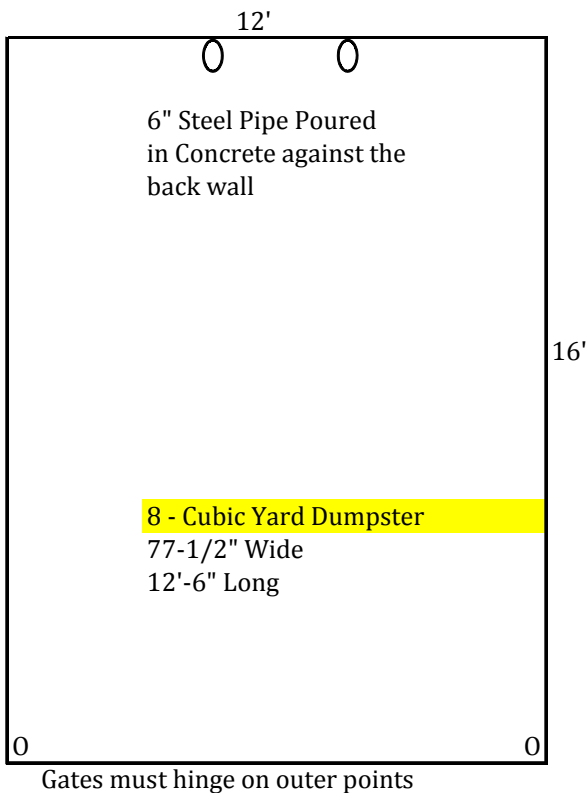 12'
6" Steel Pipe Poured
in Concrete against the
back wall
16'
8 - Cubic Yard Dumpster
77-1/2" Wide
12'-6" Long
O O
Gates must hinge on outer points